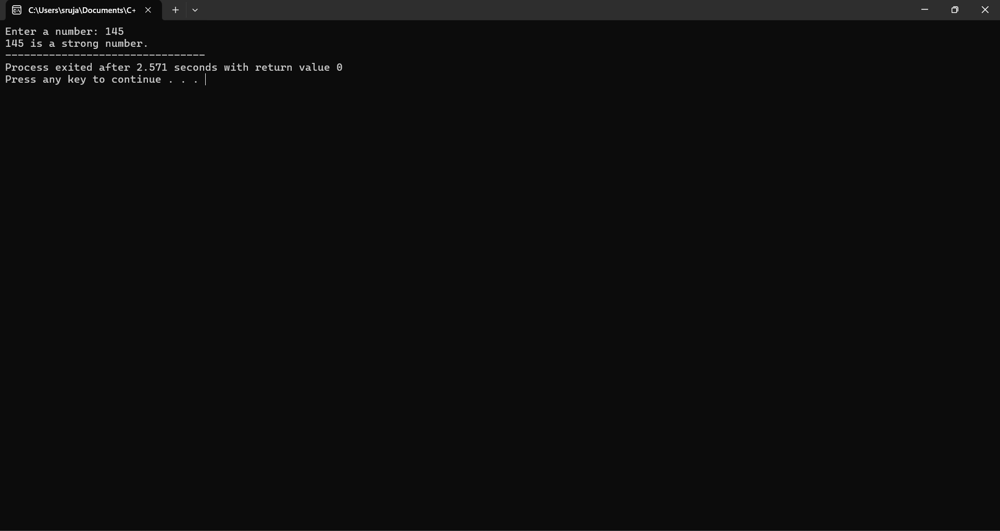 C:\Users\sruja\Documents\C+
Enter a number: 145
145 is a strong number.
--------------------------------
Process exited after 2.571 seconds with return value 0
Press any key to continue . . .